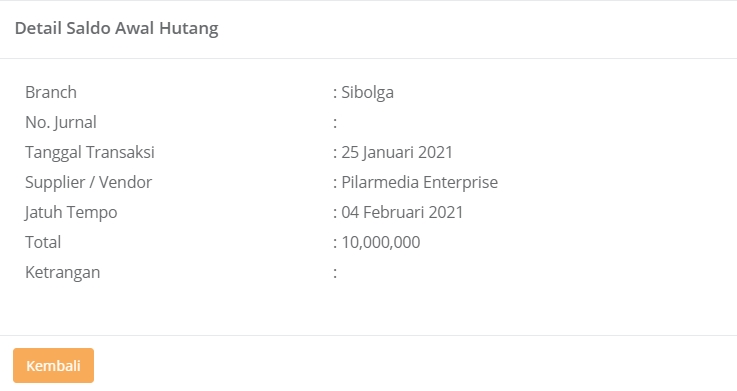 Detail Saldo Awal Hutang
Branch : Sibolga
No. Jurnal :
Tanggal Transaksi : 25 Januari 2021
Supplier / Vendor : Pilarmedia Enterprise
Jatuh Tempo : 04 Februari 2021
Total : 10,000,000
Ketrangan :
Kembali